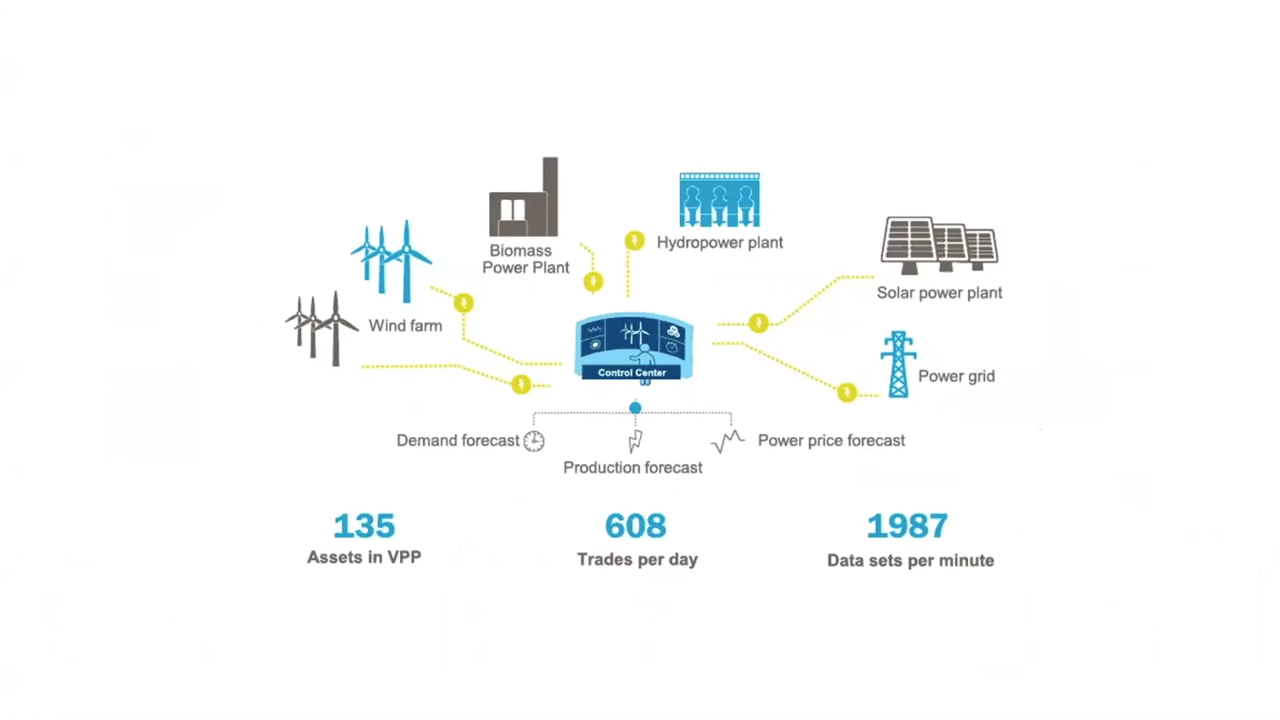 Biomass
Power Plant
Hydropower plant
Solar power plant
Wind farm
Control Center
Power grid
Demand forecast
Production forecast
Power price forecast
135
Assets in VPP
608
Trades per day
1987
Data sets per minute